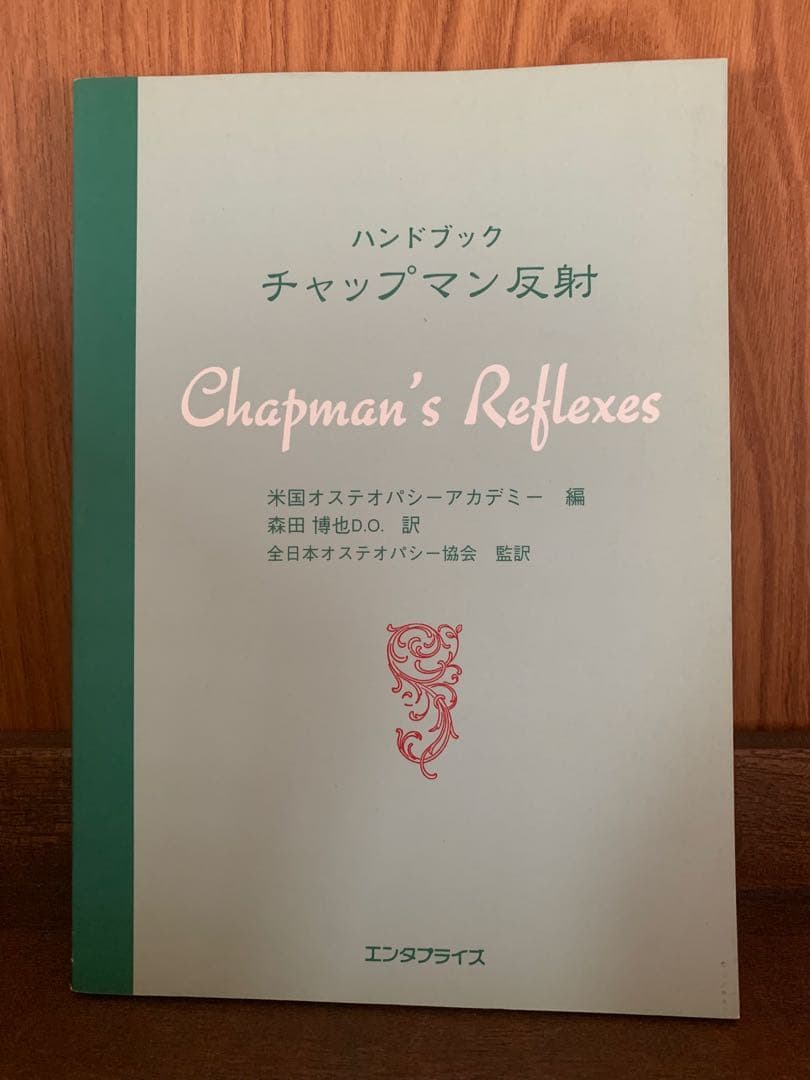 ハンドブック
チャップマン反射
Chapman's Reflexes
米国オステオパシーアカデミー 編
森田 博也D.O. 訳
全日本オステオパシー協会 監訳
エンタプライズ